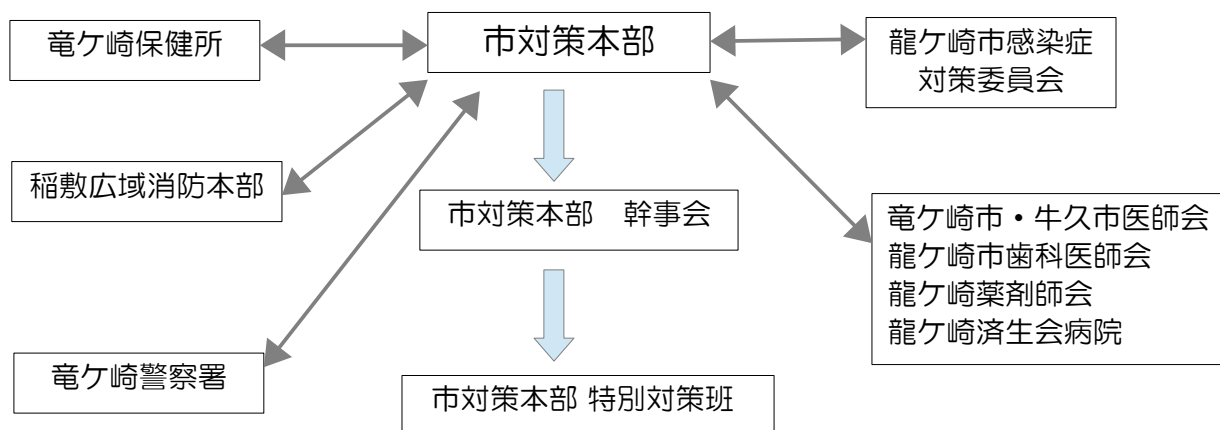 竜ケ崎保健所
市対策本部
龍ケ崎市感染症
対策委員会
稲敷広域消防本部
市対策本部　幹事会
竜ケ崎市・牛久市医師会
龍ケ崎市歯科医師会
龍ケ崎薬剤師会
龍ケ崎済生会病院
竜ケ崎警察署
市対策本部 特別対策班